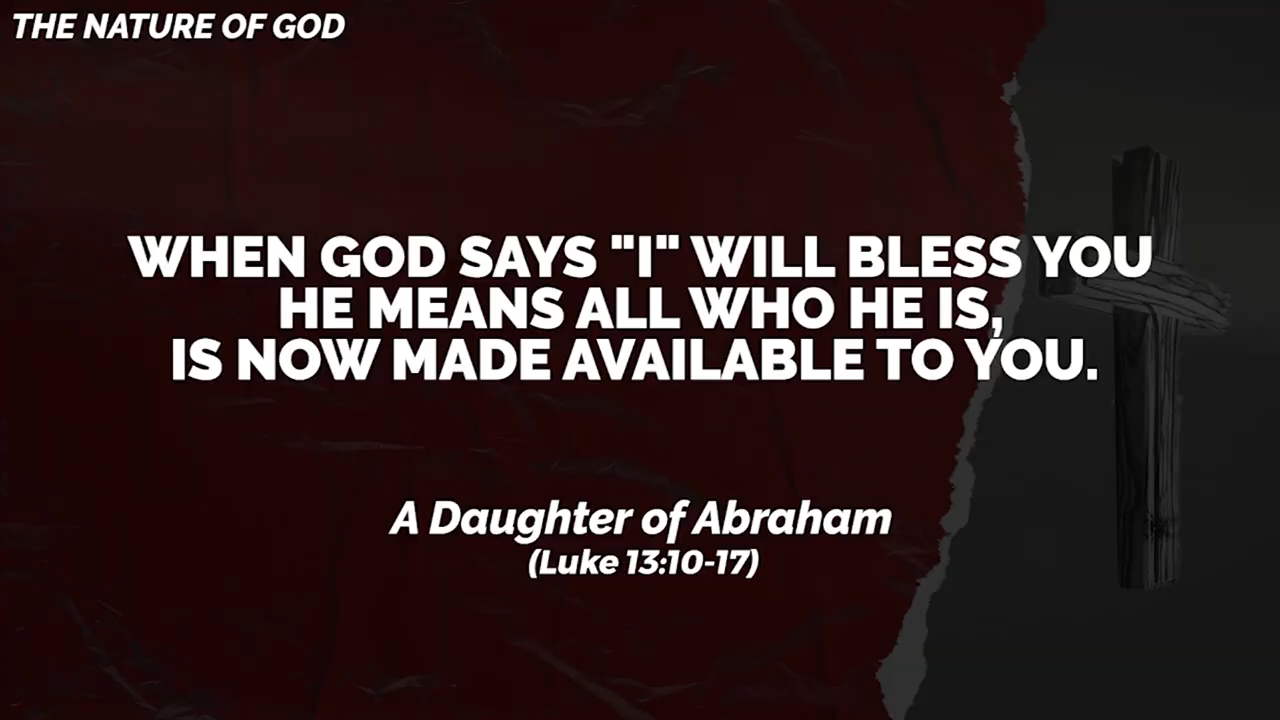 THE NATURE OF GOD
WHEN GOD SAYS "I" WILL BLESS YOU
HE MEANS ALL WHO HE IS,
IS NOW MADE AVAILABLE TO YOU.
A Daughter of Abraham
(Luke 13:10-17)